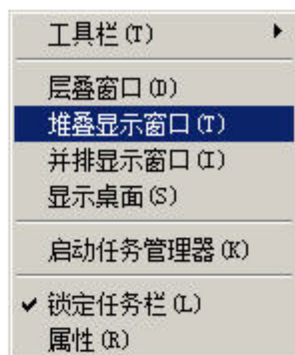 工具栏(T)
层叠窗口(D)
堆叠显示窗口(T)
并排显示窗口(I)
显示桌面(S)
启动任务管理器(K)
锁定任务栏(L)
属性(R)